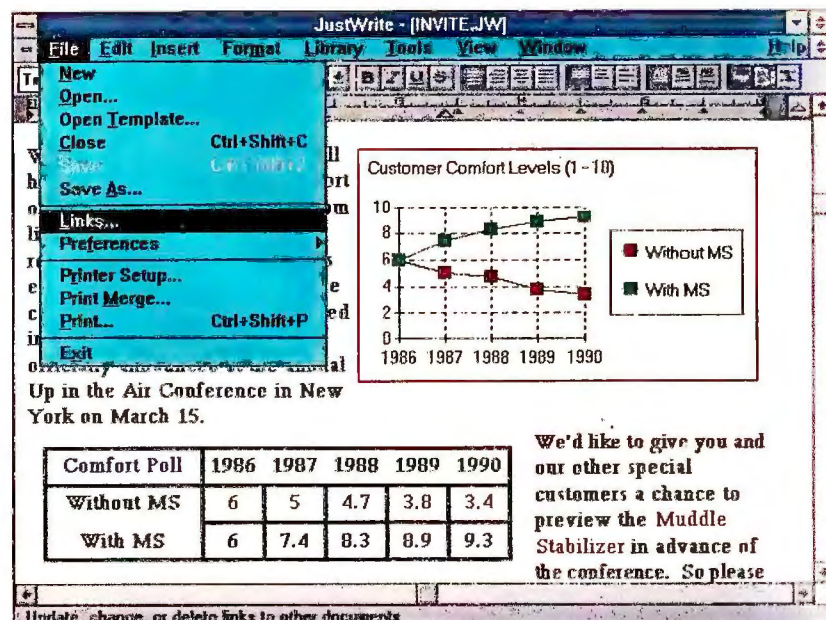 JustWrite - [INVITE.JW]
File Edit Insert Format Library Tools View Window Help
New
Open...
Open Template...
Close Ctrl+Shift+C
Save
Save As...
Links...
Preferences
Printer Setup...
Print Merge...
Print... Ctrl+Shift+P
Exit
Up in the Air Conference in New
York on March 15.
Customer Comfort Levels (1-10)
10
8
6
4
2
0
1986 1987 1988 1989 1990
Without MS
With MS
Comfort Poll 1986 1987 1988 1989 1990
Without MS 6 5 4.7 3.8 3.4
With MS 6 7.4 8.3 8.9 9.3
We'd like to give you and
our other special
customers a chance to
preview the Muddle
Stabilizer in advance of
the conference. So please
Update, change, or delete links to other documents